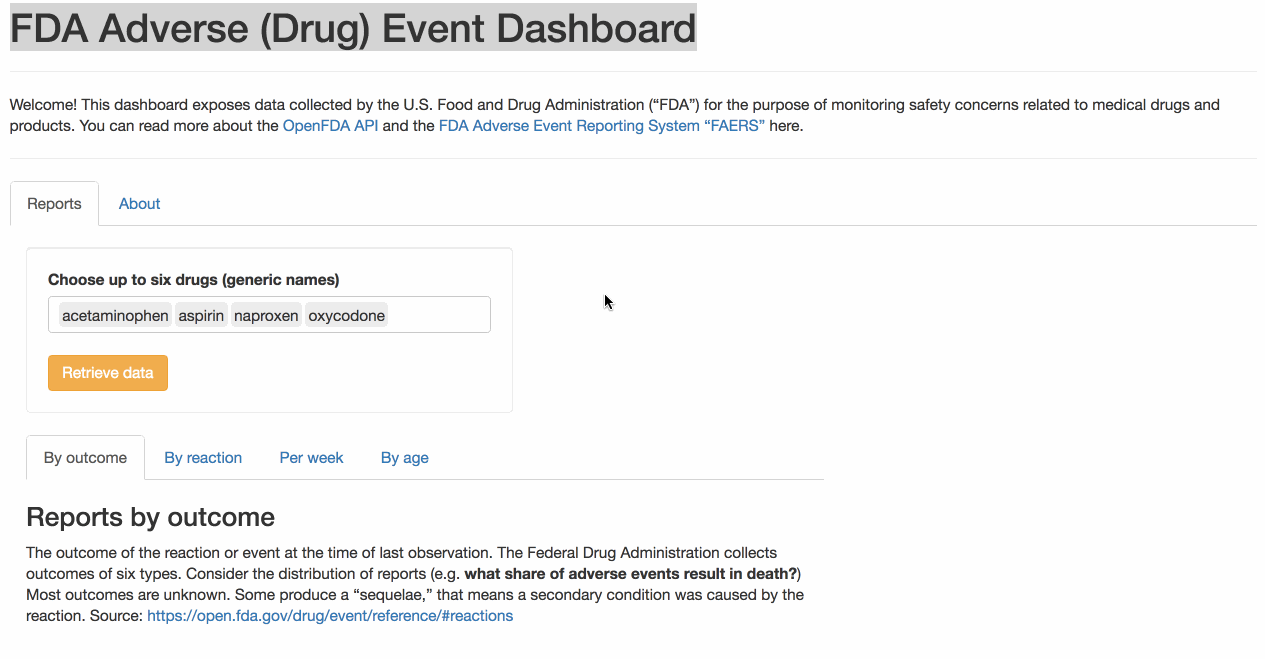 FDA Adverse (Drug) Event Dashboard
Welcome! This dashboard exposes data collected by the U.S. Food and Drug Administration (“FDA”) for the purpose of monitoring safety concerns related to medical drugs and
products. You can read more about the OpenFDA API and the FDA Adverse Event Reporting System “FAERS” here.
Reports About
Choose up to six drugs (generic names)
acetaminophen aspirin naproxen oxycodone
Retrieve data
By outcome By reaction Per week By age
Reports by outcome
The outcome of the reaction or event at the time of last observation. The Federal Drug Administration collects
outcomes of six types. Consider the distribution of reports (e.g. what share of adverse events result in death?)
Most outcomes are unknown. Some produce a “sequelae,” that means a secondary condition was caused by the
reaction. Source: https://open.fda.gov/drug/event/reference/#reactions